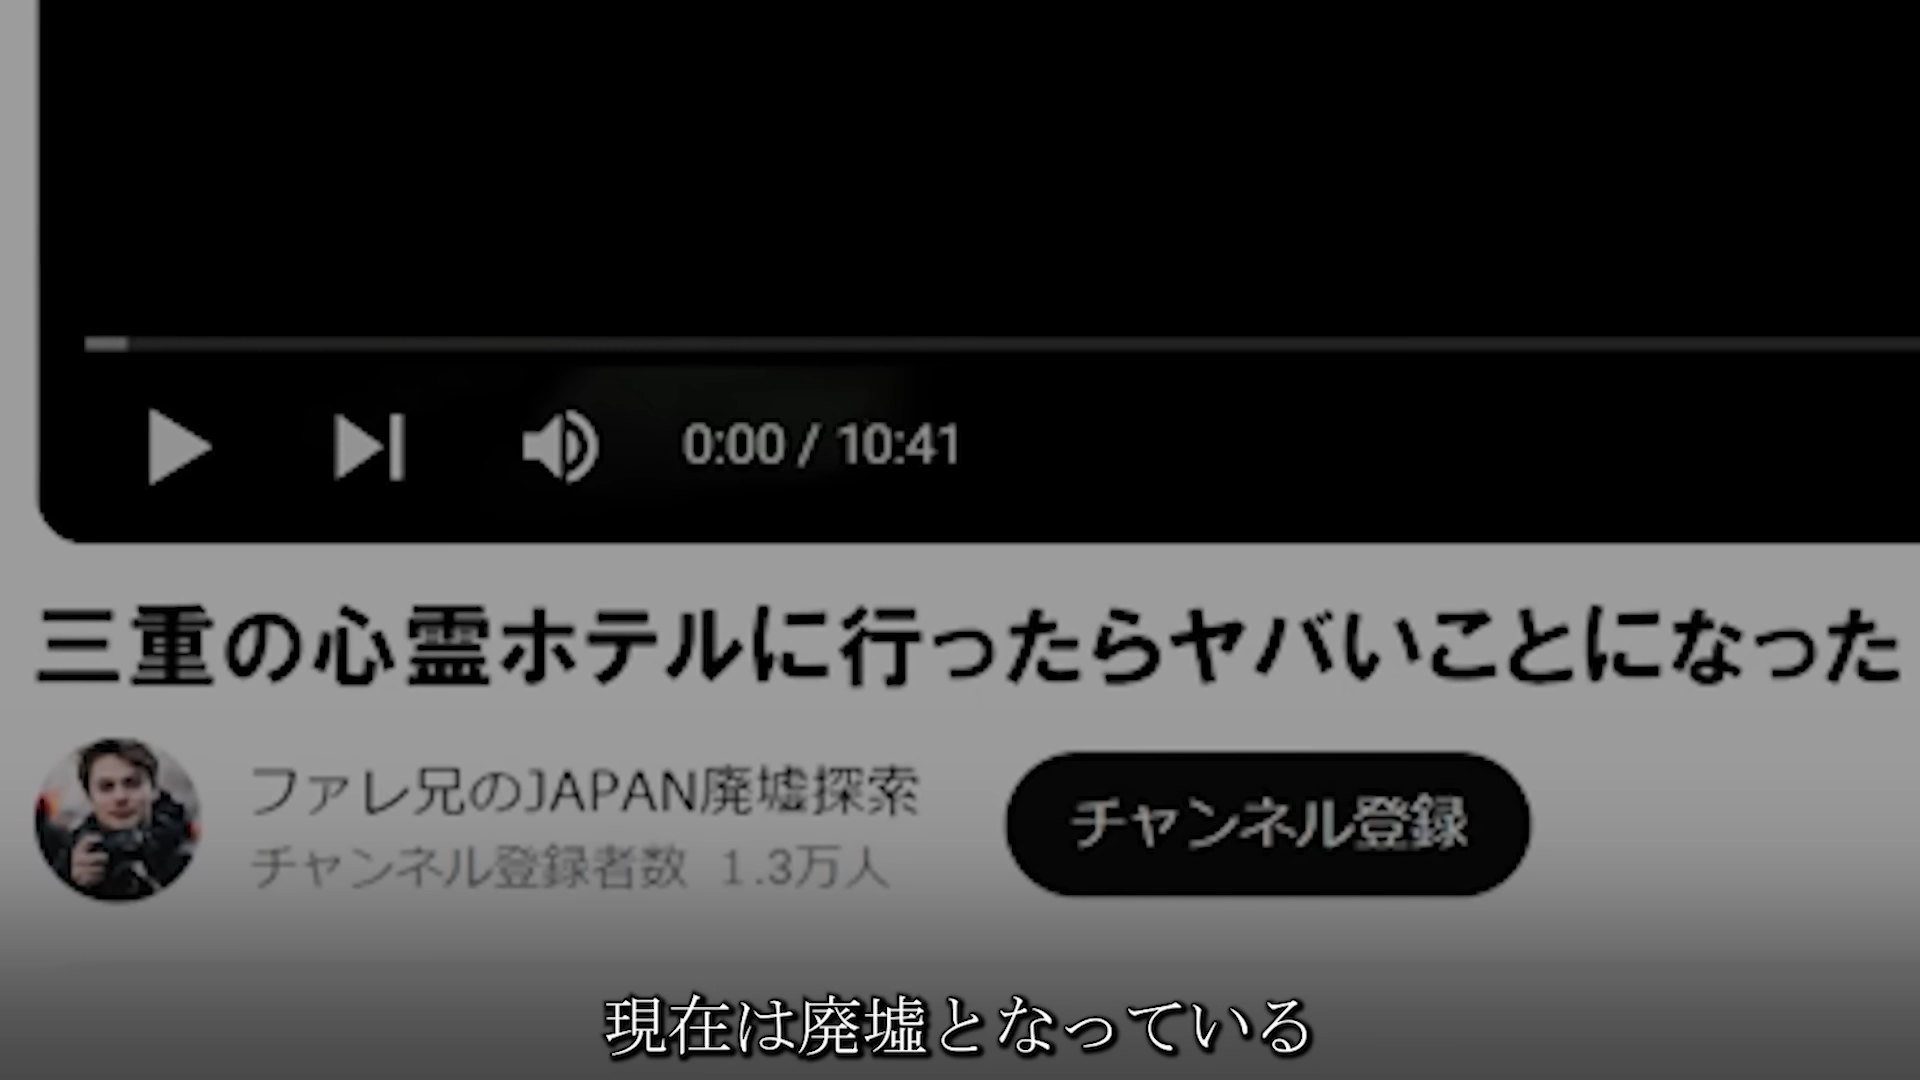 0:00 / 10:41
三重の心霊ホテルに行ったらヤバいことになった
ファレ兄のJAPAN廃墟探索
チャンネル登録者数 1.3万人
チャンネル登録
現在は廃墟となっている